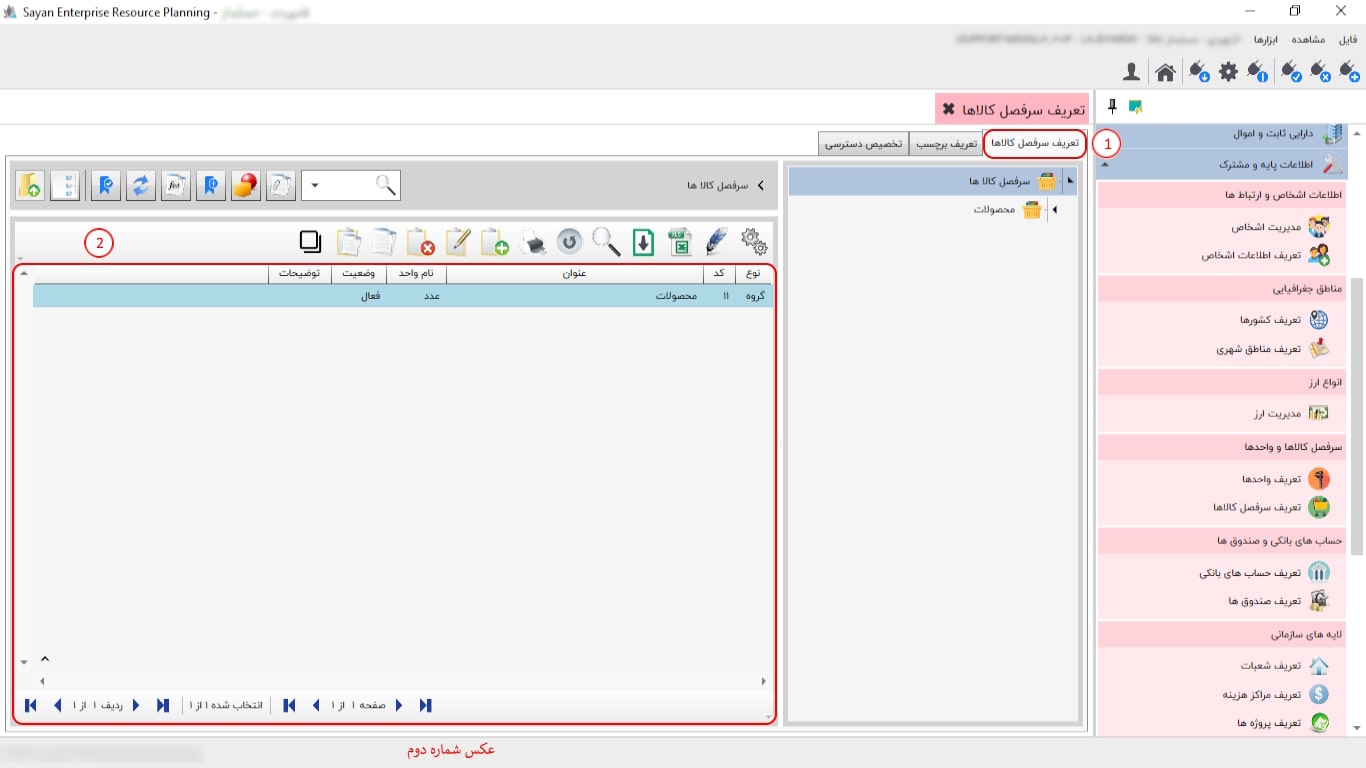 Sayan Enterprise Resource Planning -
فایل مشاهده ابزارها
تعریف سرفصل کالاها
تعریف سرفصل کالاها تعریف برچسب تخصیص دسترسی
1
دارایی ثابت و اموال
اطلاعات پایه و مشترک
اطلاعات اشخاص و ارتباط ها
مدیریت اشخاص
تعریف اطلاعات اشخاص
مناطق جغرافیایی
تعریف کشورها
تعریف مناطق شهری
انواع ارز
مدیریت ارز
سرفصل کالاها و واحدها
تعریف واحدها
تعریف سرفصل کالاها
حساب های بانکی و صندوق ها
تعریف حساب های بانکی
تعریف صندوق ها
لایه های سازمانی
تعریف شعبات
تعریف مراکز هزینه
تعریف پروژه ها
سرفصل کالا ها
محصولات
سرفصل کالا ها
2
نوع کد عنوان نام واحد وضعیت توضیحات
گروه ۱۱ محصولات عدد فعال
صفحه ۱ از ۱ انتخاب شده ۱ از ۱ ردیف ۱ از ۱
عکس شماره دوم